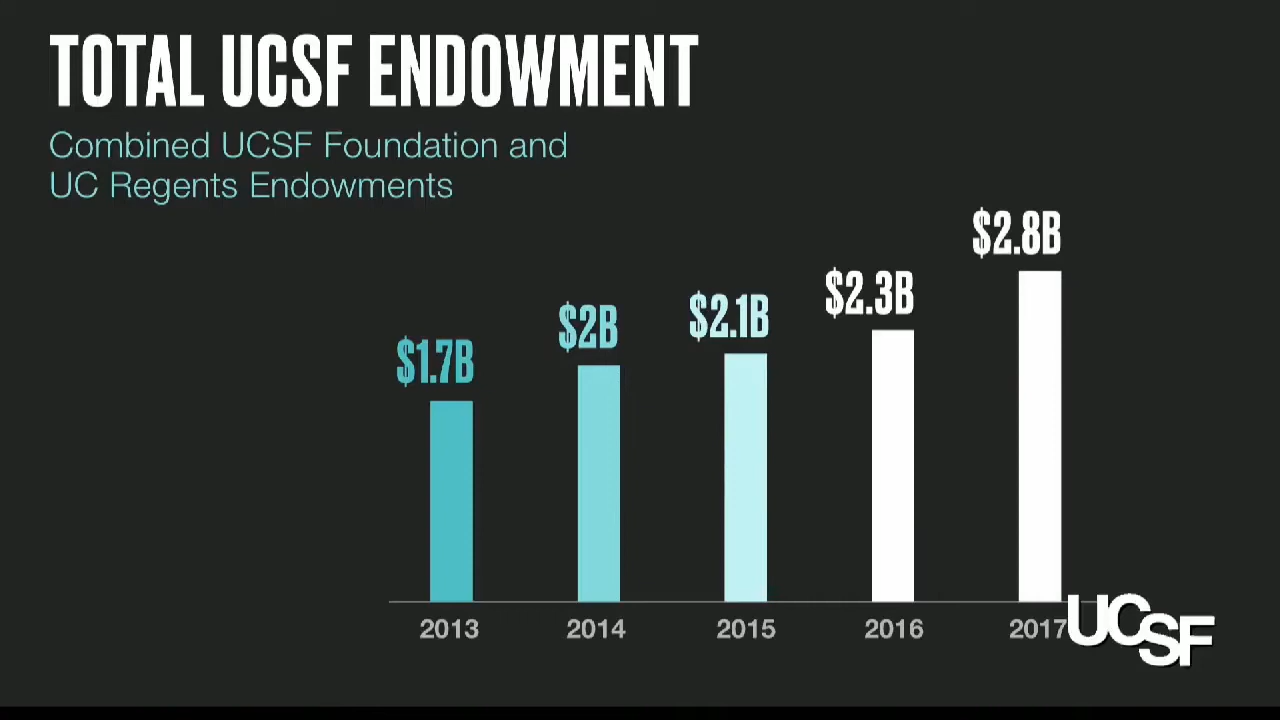 TOTAL UCSF ENDOWMENT
Combined UCSF Foundation and
UC Regents Endowments
$1.7B
$2B
$2.1B
$2.3B
$2.8B
2013
2014
2015
2016
2017
UCSF